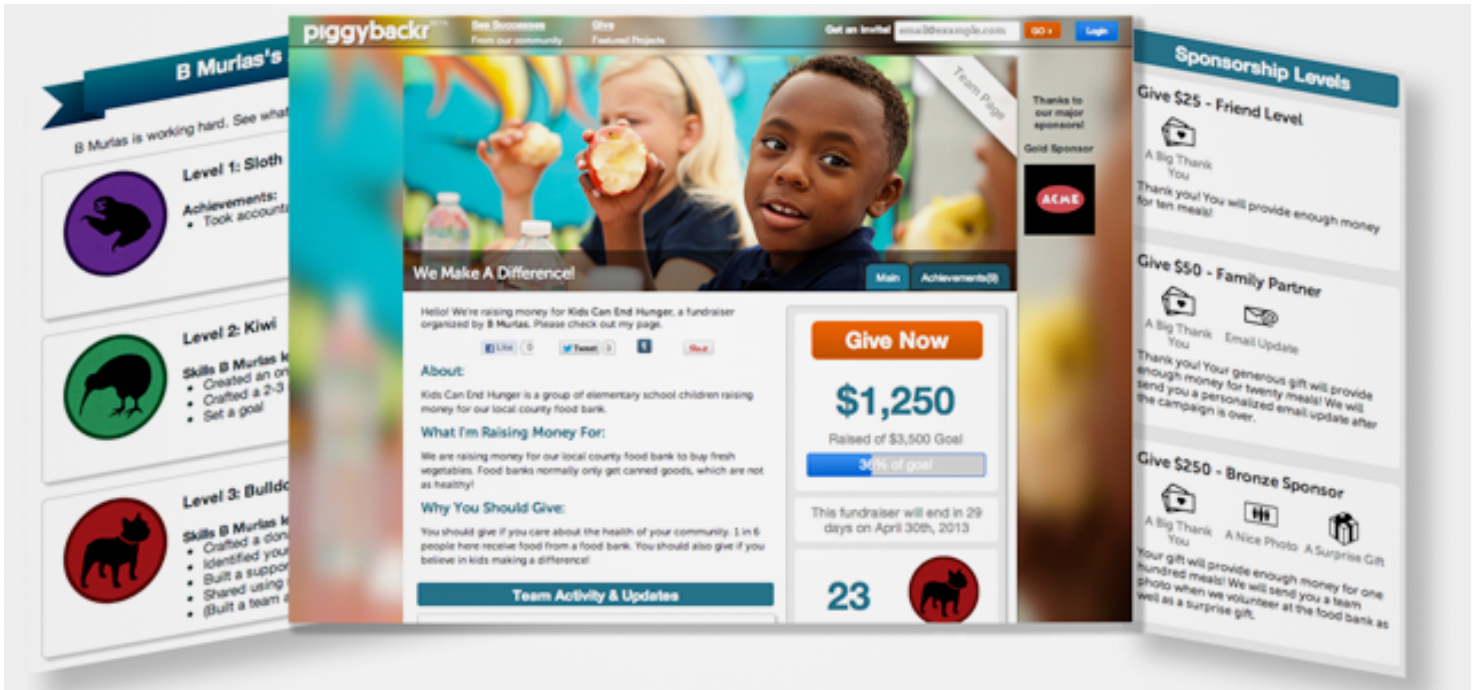 B Murlas's
B Murlas is working hard. See what
Level 1: Sloth
Achievements:
• Took accounta
Level 2: Kiwi
Skills B Murlas le
• Created an on
• Crafted a 2-3
• Set a goal
Level 3: Bulldo
Skills B Murlas le
• Crafted a don
• Identified your
• Built a suppor
• Shared using
• (Built a team a
piggybackr BETA
See Successes
From our community
Give
Featured Projects
Get an Invite!
email@example.com
GO »
Login
Team Page
Thanks to
our major
sponsors!
Gold Sponsor
ACME
We Make A Difference!
Main
Achievements(9)
Hello! We're raising money for Kids Can End Hunger, a fundraiser
organized by B Murlas. Please check out my page.
Like 0
Tweet 0
t
Pin it
About:
Kids Can End Hunger is a group of elementary school children raising
money for our local county food bank.
What I'm Raising Money For:
We are raising money for our local county food bank to buy fresh
vegetables. Food banks normally only get canned goods, which are not
as healthy!
Why You Should Give:
You should give if you care about the health of your community. 1 in 6
people here receive food from a food bank. You should also give if you
believe in kids making a difference!
Team Activity & Updates
Give Now
$1,250
Raised of $3,500 Goal
36% of goal
This fundraiser will end in 29
days on April 30th, 2013
23
Sponsorship Levels
Give $25 - Friend Level
A Big Thank
You
Thank you! You will provide enough money
for ten meals!
Give $50 - Family Partner
A Big Thank
You
Email Update
Thank you! Your generous gift will provide
enough money for twenty meals! We will
send you a personalized email update after
the campaign is over.
Give $250 - Bronze Sponsor
A Big Thank
You
A Nice Photo
A Surprise Gift
Your gift will provide enough money for one
hundred meals! We will send you a team
photo when we volunteer at the food bank as
well as a surprise gift.